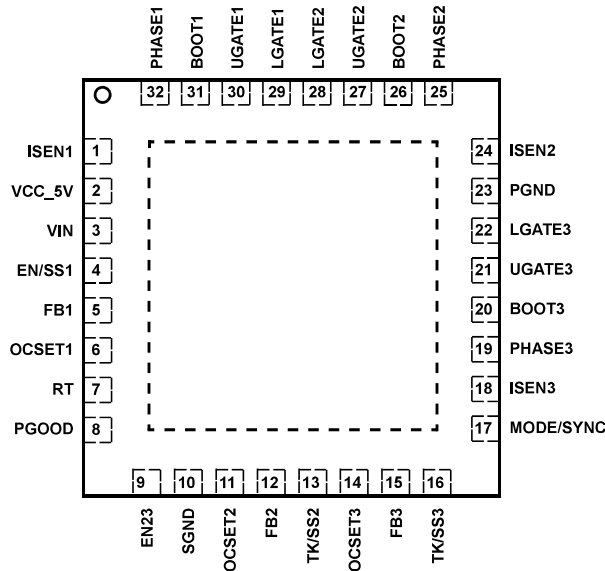 PHASE1
BOOT1
UGATE1
LGATE1
LGATE2
UGATE2
BOOT2
PHASE2
32 31 30 29 28 27 26 25
ISEN1 1
VCC_5V 2
VIN 3
EN/SS1 4
FB1 5
OCSET1 6
RT 7
PGOOD 8
24 ISEN2
23 PGND
22 LGATE3
21 UGATE3
20 BOOT3
19 PHASE3
18 ISEN3
17 MODE/SYNC
9 10 11 12 13 14 15 16
EN23
SGND
OCSET2
FB2
TK/SS2
OCSET3
FB3
TK/SS3